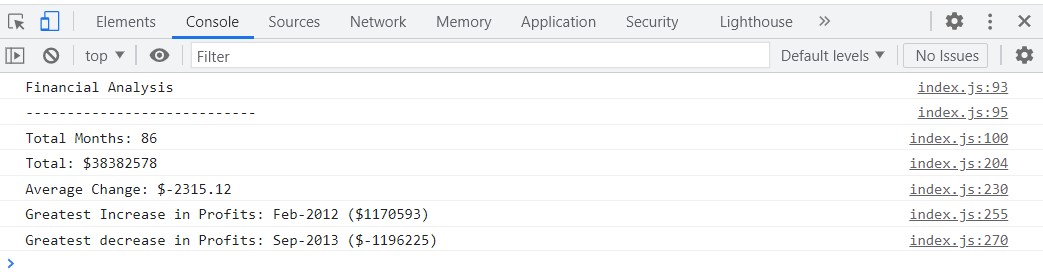 Elements Console Sources Network Memory Application Security Lighthouse »
top ▼ Filter Default levels ▼ No Issues
Financial Analysis index.js:93
---------------------------- index.js:95
Total Months: 86 index.js:100
Total: $38382578 index.js:204
Average Change: $-2315.12 index.js:230
Greatest Increase in Profits: Feb-2012 ($1170593) index.js:255
Greatest decrease in Profits: Sep-2013 ($-1196225) index.js:270